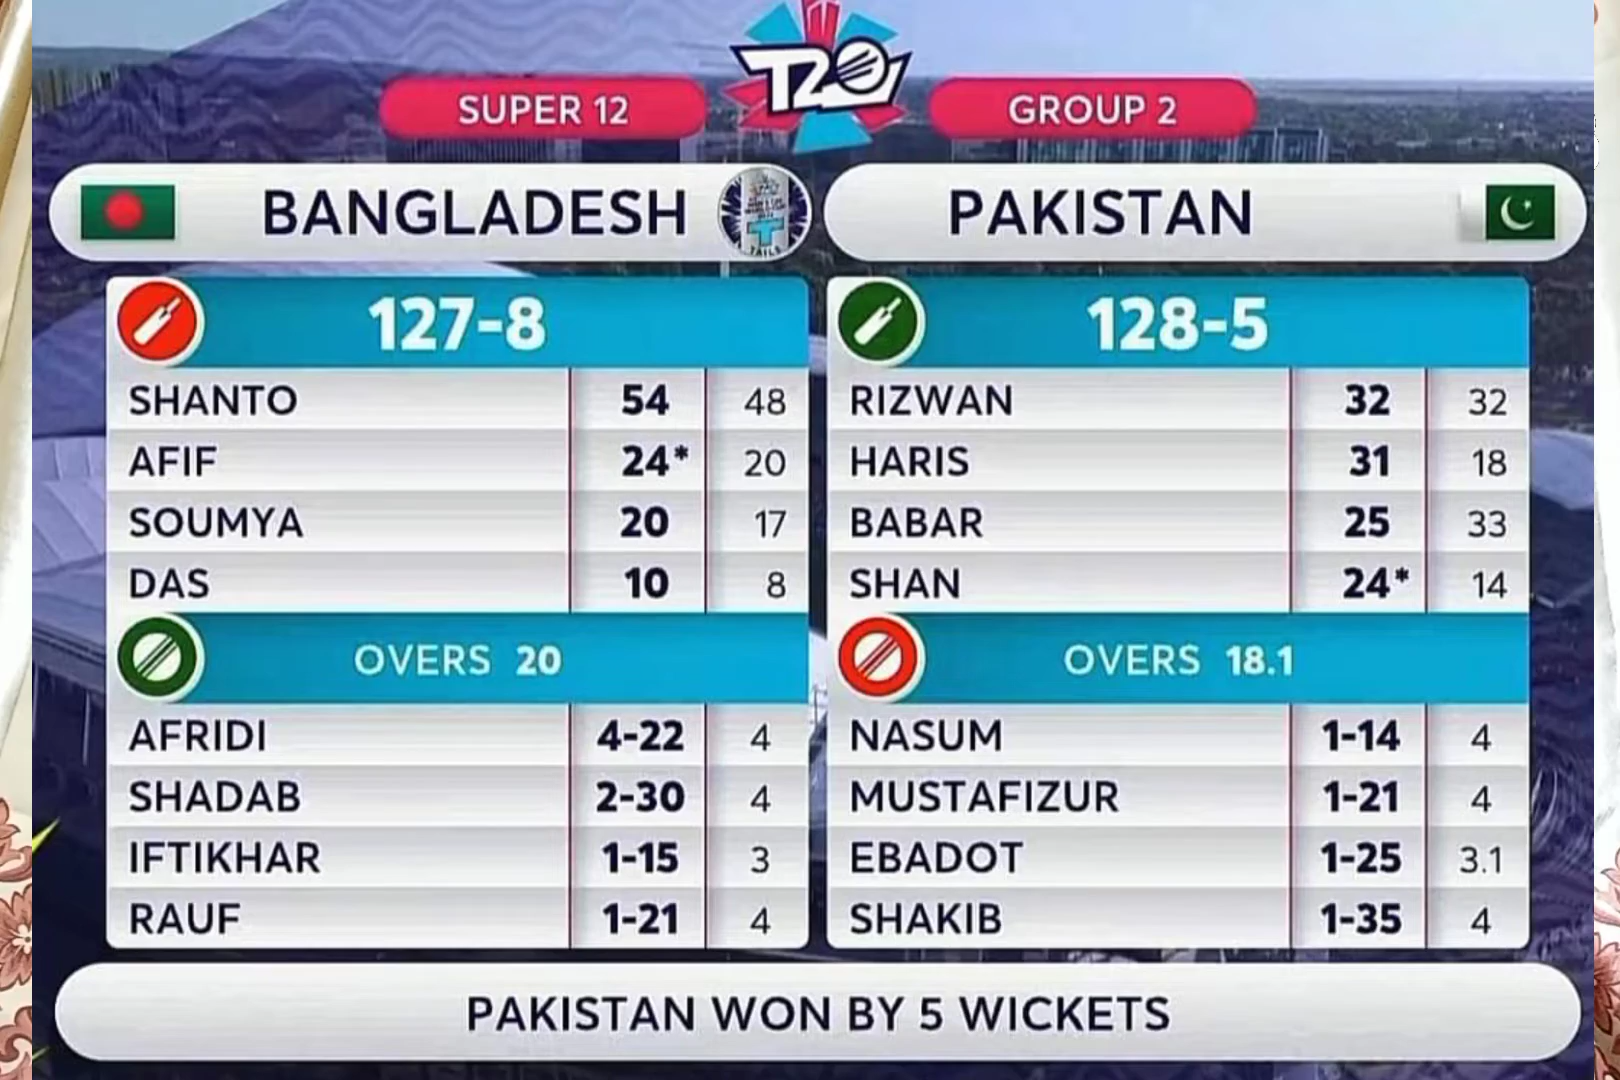 T20
SUPER 12
GROUP 2
BANGLADESH
PAKISTAN
127-8
SHANTO 54 48
AFIF 24* 20
SOUMYA 20 17
DAS 10 8
OVERS 20
AFRIDI 4-22 4
SHADAB 2-30 4
IFTIKHAR 1-15 3
RAUF 1-21 4
128-5
RIZWAN 32 32
HARIS 31 18
BABAR 25 33
SHAN 24* 14
OVERS 18.1
NASUM 1-14 4
MUSTAFIZUR 1-21 4
EBADOT 1-25 3.1
SHAKIB 1-35 4
PAKISTAN WON BY 5 WICKETS